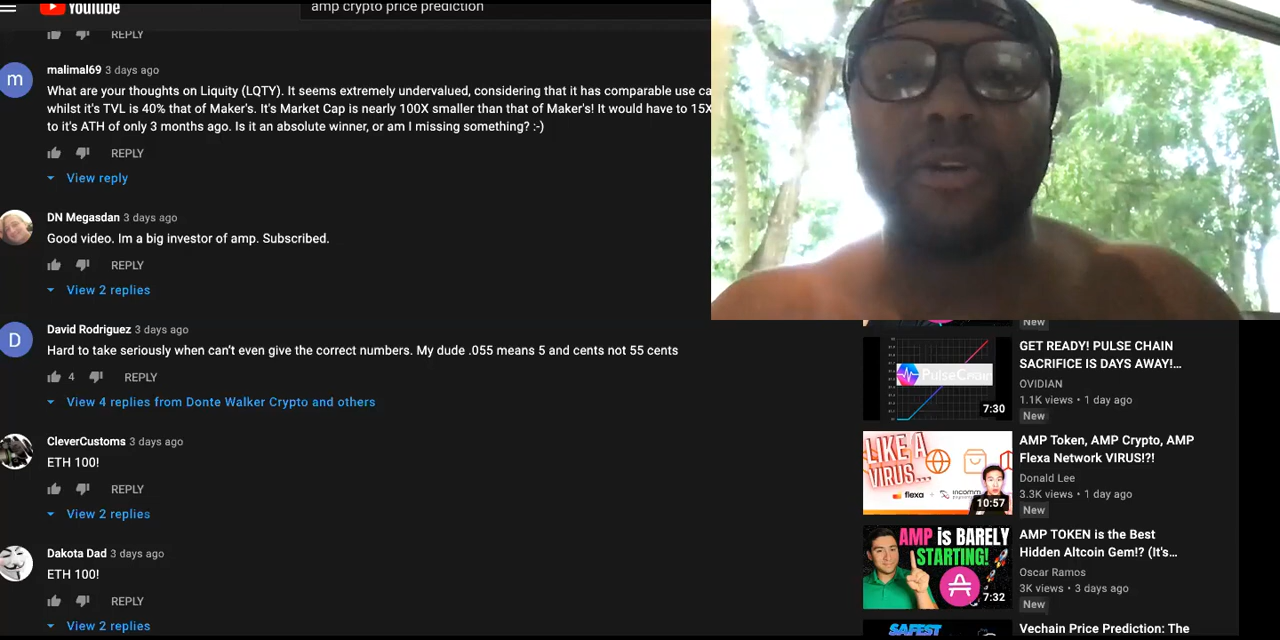 YouTube
amp crypto price prediction
REPLY
m
malimal69 3 days ago
What are your thoughts on Liquity (LQTY). It seems extremely undervalued, considering that it has comparable use ca
whilst it's TVL is 40% that of Maker's. It's Market Cap is nearly 100X smaller than that of Maker's! It would have to 15X
to it's ATH of only 3 months ago. Is it an absolute winner, or am I missing something? :-)
REPLY
View reply
DN Megasdan 3 days ago
Good video. Im a big investor of amp. Subscribed.
REPLY
View 2 replies
D
David Rodriguez 3 days ago
Hard to take seriously when can't even give the correct numbers. My dude .055 means 5 and cents not 55 cents
4 REPLY
View 4 replies from Donte Walker Crypto and others
CleverCustoms 3 days ago
ETH 100!
REPLY
View 2 replies
Dakota Dad 3 days ago
ETH 100!
REPLY
View 2 replies
New
PulseChain
7:30
GET READY! PULSE CHAIN
SACRIFICE IS DAYS AWAY!...
OVIDIAN
1.1K views • 1 day ago
New
LIKE A
VIRUS...
flexa
incomm
10:57
AMP Token, AMP Crypto, AMP
Flexa Network VIRUS!?!
Donald Lee
3.3K views • 1 day ago
New
AMP IS BARELY
STARTING!
7:32
AMP TOKEN is the Best
Hidden Altcoin Gem!? (It's...
Oscar Ramos
3K views • 3 days ago
New
SAFEST
Vechain Price Prediction: The